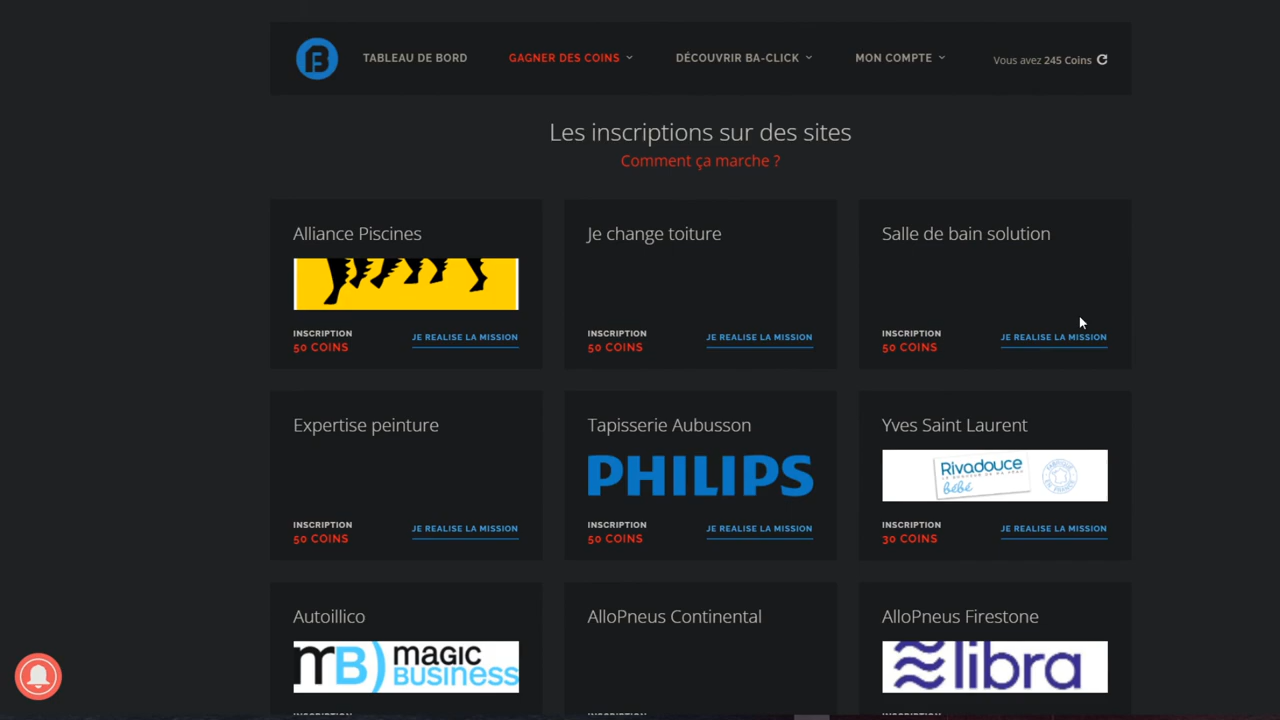 TABLEAU DE BORD
GAGNER DES COINS
DÉCOUVRIR BA-CLICK
MON COMPTE
Vous avez 245 Coins
Les inscriptions sur des sites
Comment ça marche ?
Alliance Piscines
INSCRIPTION
50 COINS
JE REALISE LA MISSION
Je change toiture
INSCRIPTION
50 COINS
JE REALISE LA MISSION
Salle de bain solution
INSCRIPTION
50 COINS
JE REALISE LA MISSION
Expertise peinture
INSCRIPTION
50 COINS
JE REALISE LA MISSION
Tapisserie Aubusson
PHILIPS
INSCRIPTION
50 COINS
JE REALISE LA MISSION
Yves Saint Laurent
Rivadouce
bébé
INSCRIPTION
30 COINS
JE REALISE LA MISSION
Autoillico
mB) magic
BUSINESS
AlloPneus Continental
AlloPneus Firestone
libra